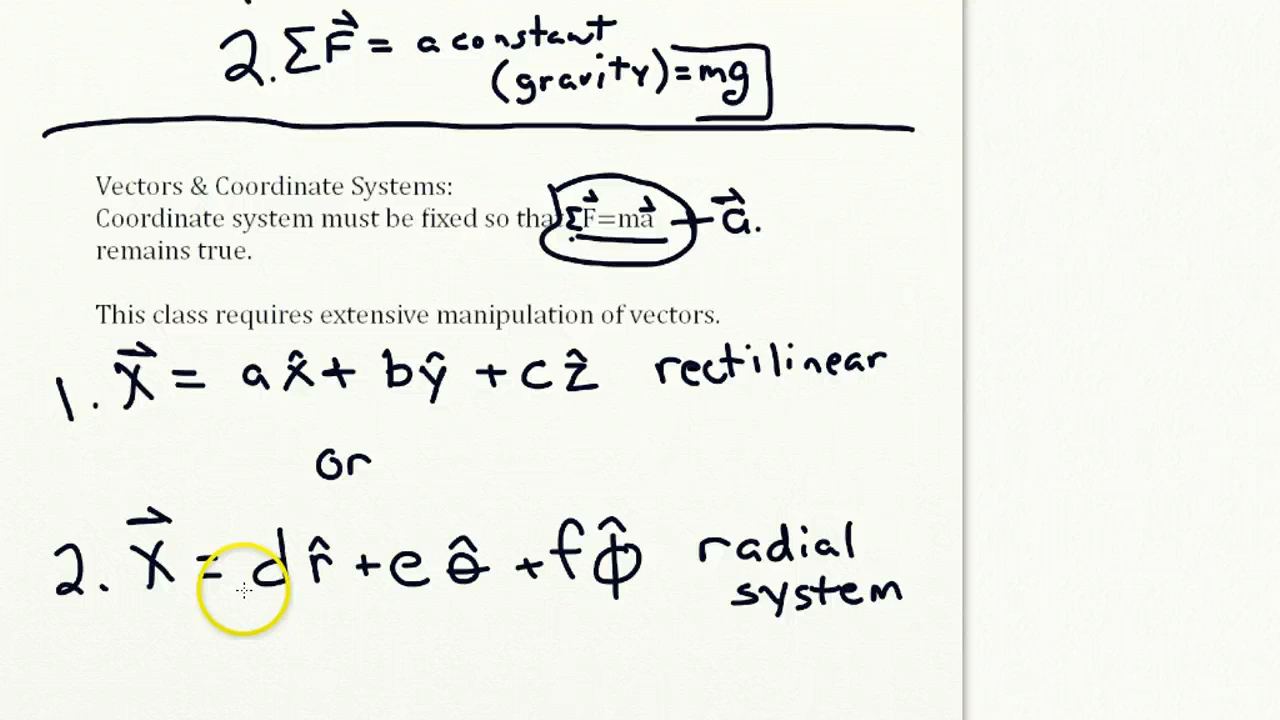 2. ΣF⃗ = a constant
(gravity) = mg
Vectors & Coordinate Systems:
Coordinate system must be fixed so tha ΣF⃗=ma⃗ a⃗.
remains true.
This class requires extensive manipulation of vectors.
1. X⃗ = ax̂ + bŷ + cẑ rectilinear
or
2. X⃗ = dr̂ + eθ̂ + fϕ̂ radial
system